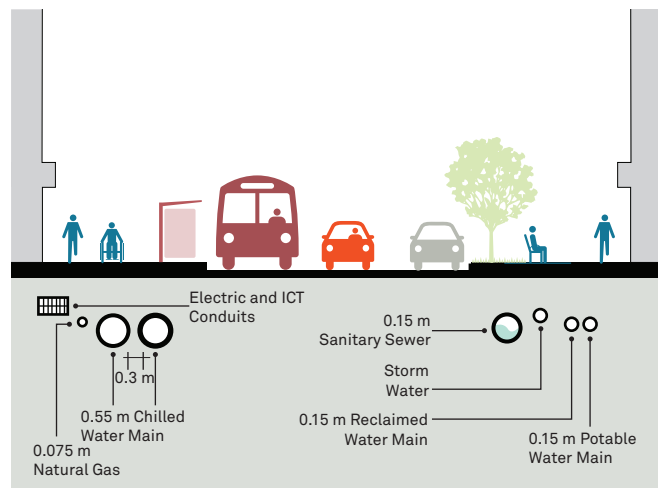 Electric and ICT
Conduits
0.3 m
0.55 m Chilled
Water Main
0.075 m
Natural Gas
0.15 m
Sanitary Sewer
Storm
Water
0.15 m Reclaimed
Water Main
0.15 m Potable
Water Main